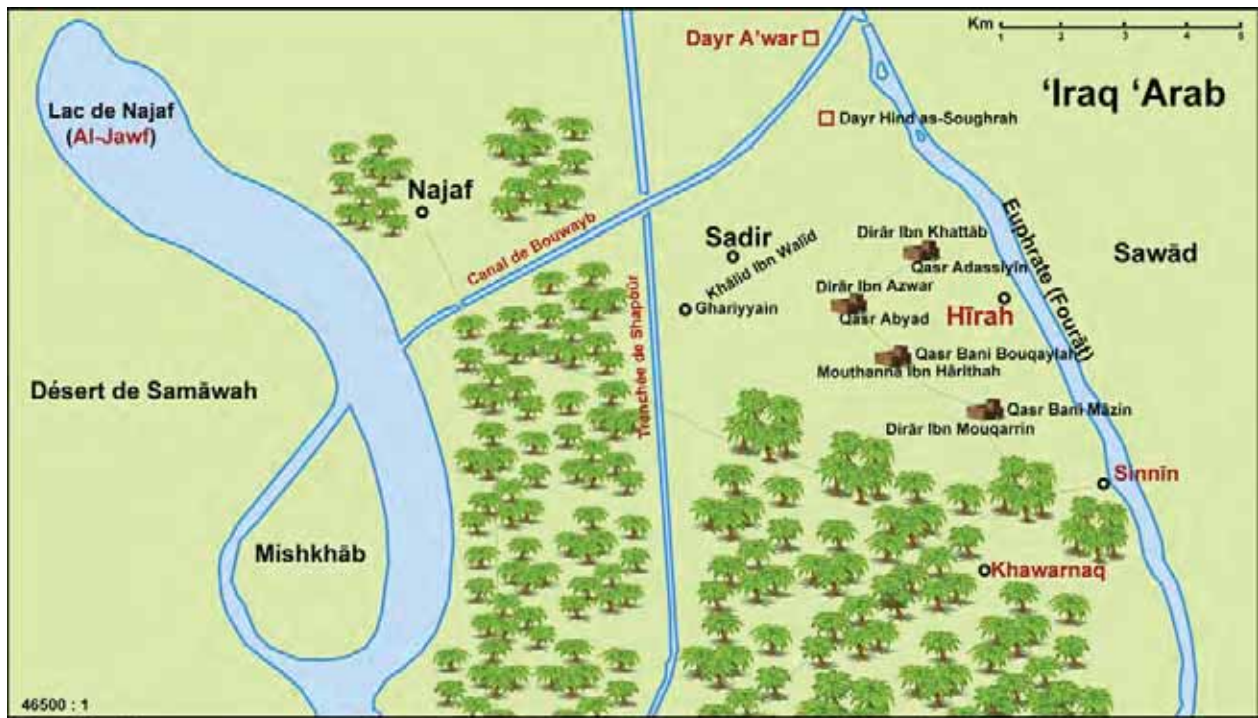 Km
1 2 3 4 5
Dayr A'war
'Iraq 'Arab
Lac de Najaf
(Al-Jawf)
Dayr Hind as-Soughrah
Najaf
Canal de Bouwayb
Trenchée de Shapoûr
Sadir
Khālid Ibn Walīd
Ghariyyain
Dirār Ibn Khattāb
Qasr Adassiyīn
Dirār Ibn Azwar
Qasr Abyad
Hīrah
Euphrate (Fourāt)
Sawād
Qasr Bani Bouqaylah
Mouthanna Ibn Hārithah
Qasr Bani Māzin
Dirār Ibn Mouqarrin
Désert de Samāwah
Sinnīn
Mishkhāb
Khawarnaq
46500 : 1